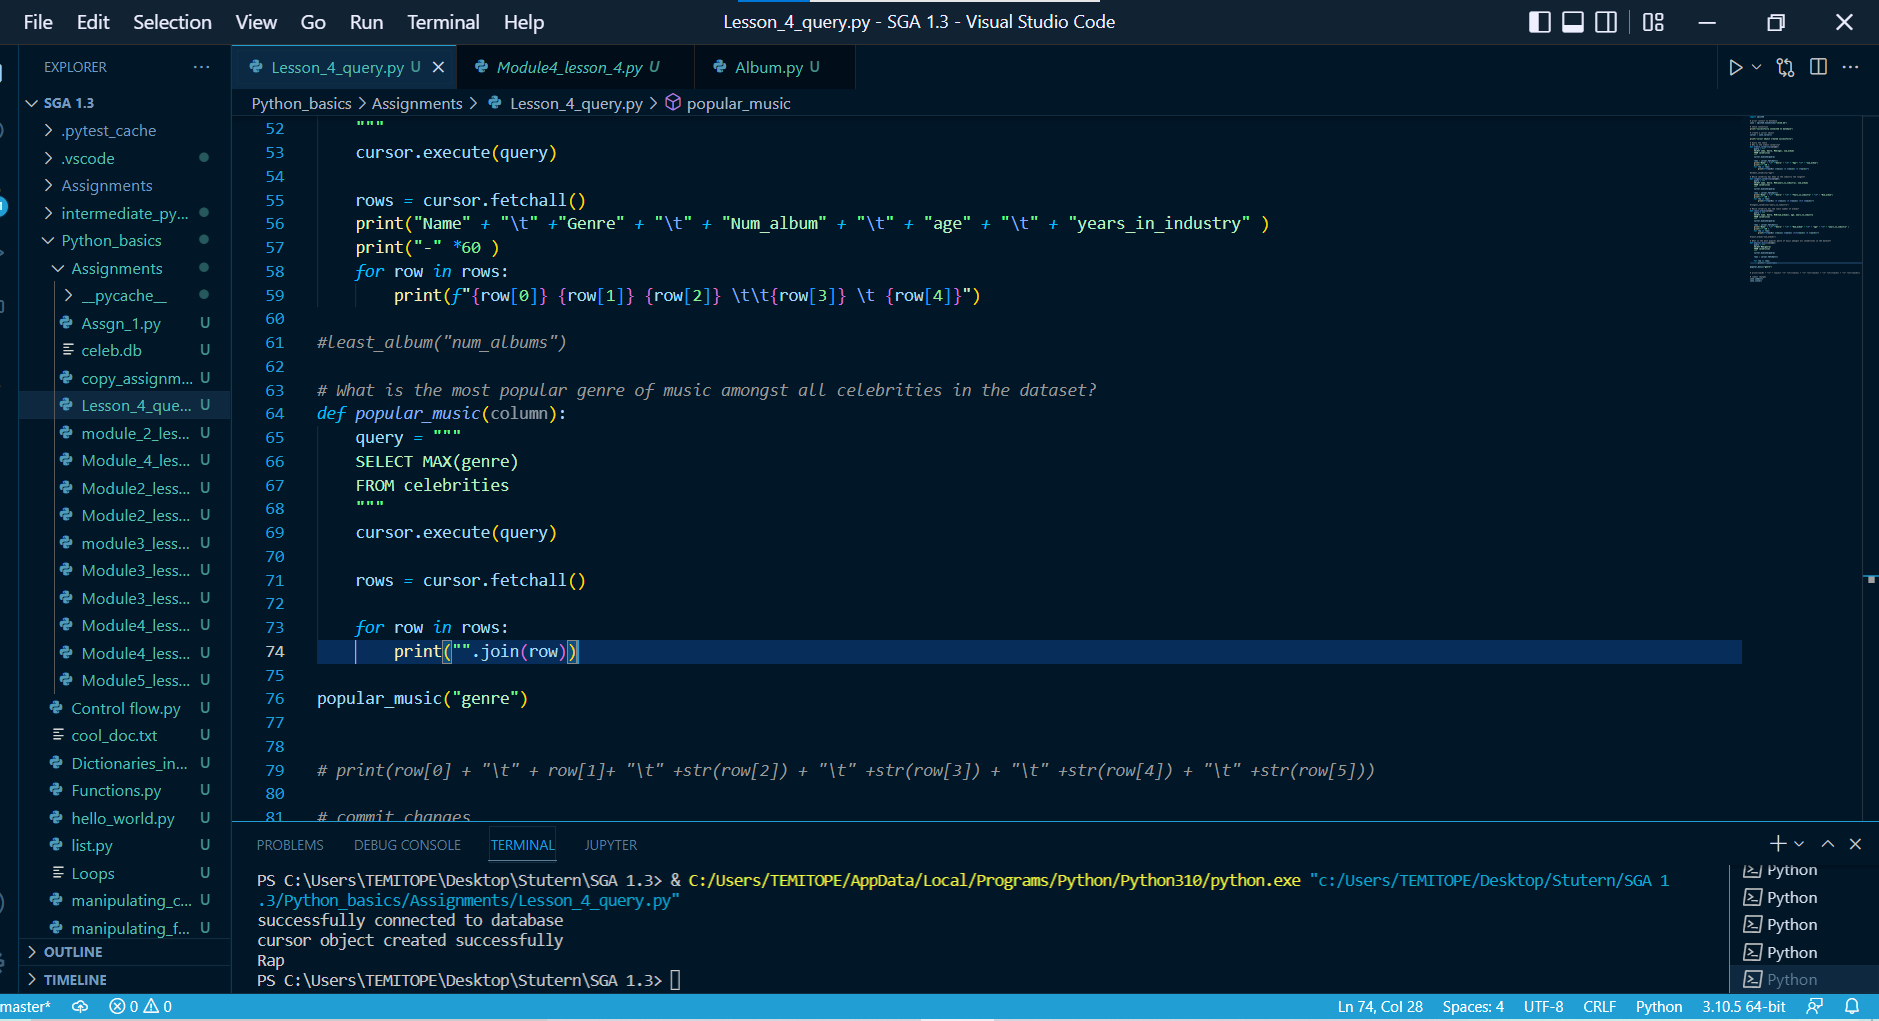 File Edit Selection View Go Run Terminal Help Lesson_4_query.py - SGA 1.3 - Visual Studio Code
EXPLORER ...
SGA 1.3
.pytest_cache
.vscode
Assignments
intermediate_py...
Python_basics
Assignments
__pycache__
Assgn_1.py U
celeb.db U
copy_assignm... U
Lesson_4_que... U
module_2_les... U
Module_4_les... U
Module2_less... U
Module2_less... U
module3_less... U
Module3_less... U
Module3_less... U
Module4_less... U
Module4_less... U
Module5_less... U
Control flow.py U
cool_doc.txt U
Dictionaries_in... U
Functions.py U
hello_world.py U
list.py U
Loops U
manipulating_c... U
manipulating_f... U
OUTLINE
TIMELINE
Lesson_4_query.py U Module4_lesson_4.py U Album.py U
Python_basics > Assignments > Lesson_4_query.py > popular_music
52 """
53 cursor.execute(query)
54
55 rows = cursor.fetchall()
56 print("Name" + "\t" +"Genre" + "\t" + "Num_album" + "\t" + "age" + "\t" + "years_in_industry" )
57 print("-" *60 )
58 for row in rows:
59 print(f"{row[0]} {row[1]} {row[2]} \t\t{row[3]} \t {row[4]}")
60
61 #least_album("num_albums")
62
63 # What is the most popular genre of music amongst all celebrities in the dataset?
64 def popular_music(column):
65 query = """
66 SELECT MAX(genre)
67 FROM celebrities
68 """
69 cursor.execute(query)
70
71 rows = cursor.fetchall()
72
73 for row in rows:
74 print("".join(row))
75
76 popular_music("genre")
77
78
79 # print(row[0] + "\t" + row[1]+ "\t" +str(row[2]) + "\t" +str(row[3]) + "\t" +str(row[4]) + "\t" +str(row[5]))
80
81 # commit changes
PROBLEMS DEBUG CONSOLE TERMINAL JUPYTER
PS C:\Users\TEMITOPE\Desktop\Stutern\SGA 1.3> & C:/Users/TEMITOPE/AppData/Local/Programs/Python/Python310/python.exe "c:/Users/TEMITOPE/Desktop/Stutern/SGA 1
.3/Python_basics/Assignments/Lesson_4_query.py"
successfully connected to database
cursor object created successfully
Rap
PS C:\Users\TEMITOPE\Desktop\Stutern\SGA 1.3>
Python
Python
Python
Python
Python
master* 0 0 Ln 74, Col 28 Spaces: 4 UTF-8 CRLF Python 3.10.5 64-bit